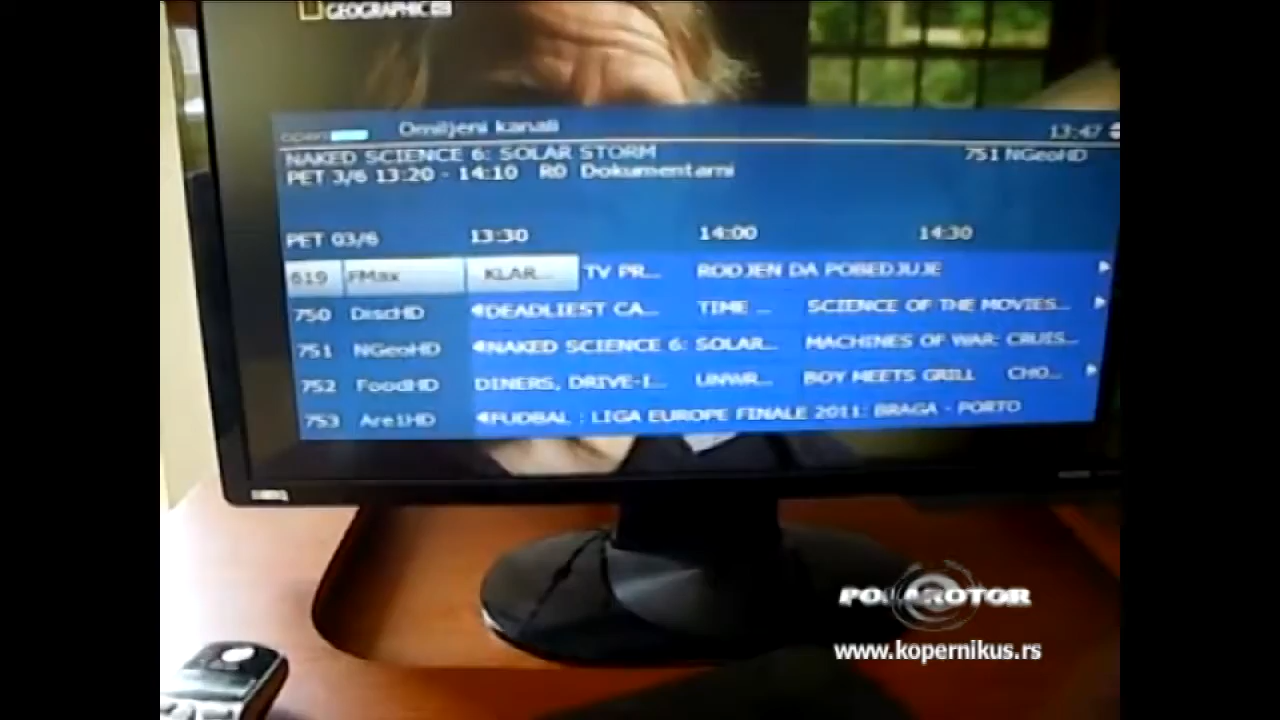 GEOGRAPHIC HD
open
Omiljeni kanali
13:47
NAKED SCIENCE 6: SOLAR STORM
751 NGeoHD
PET 3/6 13:20 - 14:10 R0 Dokumentarni
PET 03/6 13:30 14:00 14:30
619 FMax KLAR... TV PR... RODJEN DA POBEDJUJE
750 DiscHD DEADLIEST CA... TIME ... SCIENCE OF THE MOVIES...
751 NGeoHD NAKED SCIENCE 6: SOLAR... MACHINES OF WAR: CRUIS...
752 FoodHD DINERS, DRIVE-I... UNWR... BOY MEETS GRILL CHO...
753 Are1HD FUDBAL : LIGA EUROPE FINALE 2011: BRAGA - PORTO
BenQ
POLAROTOR
www.kopernikus.rs